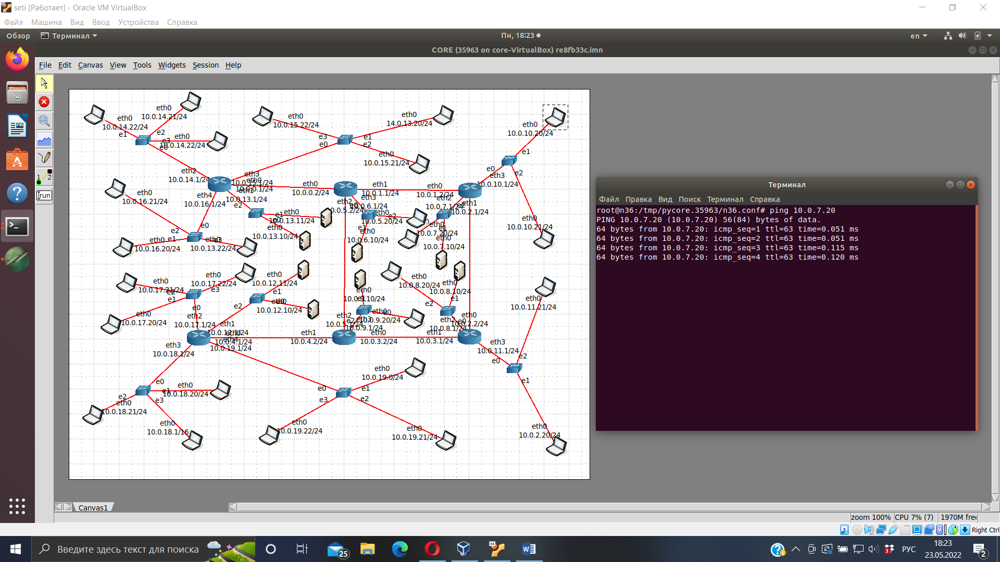 seti [Работает] - Oracle VM VirtualBox
Файл Машина Вид Ввод Устройства Справка
Обзор Терминал Пн, 18:23 en
CORE (35963 on core-VirtualBox) re8fb33c.imn
File Edit Canvas View Tools Widgets Session Help
1 2
run
eth0
10.0.14.22/24
eth0
10.0.14.21/24
e1
e2
e3
e0
eth0
10.0.14.22/24
eth0
10.0.15.22/24
eth0
14.0.13.20/24
e3
e0
e1
e2
eth0
10.0.15.21/24
eth0
10.0.10.20/24
e1
e0
e2
eth3
10.0.10.1/24
eth0
10.0.10.21/24
eth2
10.0.14.1/24
eth3
10.0.15.1/24
eth0
10.0.0.1/24
eth1
10.0.13.1/24
eth4
10.0.16.1/24
eth0
10.0.0.2/24
eth1
10.0.1.1/24
eth0
10.0.1.2/24
eth2
10.0.5.2/24
eth3
10.0.6.1/24
eth2
10.0.7.1/24
eth1
10.0.2.1/24
eth0
10.0.16.21/24
e2
e0
e1
eth0
10.0.16.20/24
e3
eth0
10.0.13.22/24
e2
e1
e0
eth0
10.0.13.11/24
eth0
10.0.13.10/24
e0
e2
e1
eth0
10.0.5.20/24
eth0
10.0.6.10/24
e1
eth0
10.0.7.20/24
eth0
10.0.7.10/24
eth0
10.0.17.21/24
eth0
10.0.17.22/24
e2
e3
e1
e0
eth0
10.0.17.20/24
eth2
10.0.17.1/24
eth0
10.0.12.11/24
e1
e2
e0
eth0
10.0.12.10/24
eth1
10.0.12.1/24
eth0
10.0.4.1/24
eth4
10.0.19.1/24
eth3
10.0.18.1/24
eth1
10.0.4.2/24
eth0
10.0.3.2/24
eth2
eth3
10.0.9.1/24
eth0
10.0.9.10/24
e1
e2
e0
eth0
10.0.9.20/24
eth0
10.0.8.20/24
eth0
10.0.8.10/24
e2
e1
e0
eth2
10.0.8.1/24
eth0
10.0.2.2/24
eth1
10.0.3.1/24
eth3
10.0.11.1/24
e0
e2
e1
eth0
10.0.11.21/24
eth0
10.0.2.20/24
e0
e1
e2
e3
eth0
10.0.18.20/24
eth0
10.0.18.21/24
eth0
10.0.18.1/16
e0
e1
e2
e3
eth0
10.0.19.0/24
eth0
10.0.19.22/24
eth0
10.0.19.21/24
Терминал
Файл Правка Вид Поиск Терминал Справка
root@n36:/tmp/pycore.35963/n36.conf# ping 10.0.7.20
PING 10.0.7.20 (10.0.7.20) 56(84) bytes of data.
64 bytes from 10.0.7.20: icmp_seq=1 ttl=63 time=0.051 ms
64 bytes from 10.0.7.20: icmp_seq=2 ttl=63 time=0.051 ms
64 bytes from 10.0.7.20: icmp_seq=3 ttl=63 time=0.115 ms
64 bytes from 10.0.7.20: icmp_seq=4 ttl=63 time=0.120 ms
Canvas1
zoom 100% CPU 7% (7) 1970M free
Right Ctrl
Введите здесь текст для поиска
25
64
3
РУС
18:23
23.05.2022
2